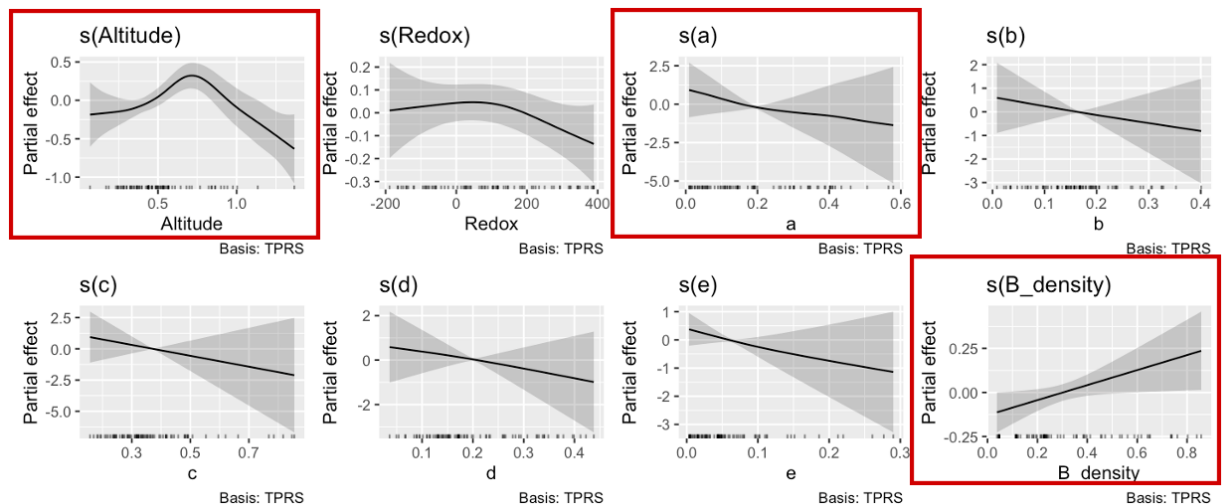 s(Altitude)
Partial effect
0.5
0.0
-0.5
-1.0
0.5 1.0
Altitude
Basis: TPRS
s(Redox)
Partial effect
0.2
0.1
0.0
-0.1
-0.2
-0.3
-200 0 200 400
Redox
Basis: TPRS
s(a)
Partial effect
2.5
0.0
-2.5
-5.0
0.0 0.2 0.4 0.6
a
Basis: TPRS
s(b)
Partial effect
2
1
0
-1
-2
-3
0.0 0.1 0.2 0.3 0.4
b
Basis: TPRS
s(c)
Partial effect
2.5
0.0
-2.5
-5.0
0.3 0.5 0.7
c
Basis: TPRS
s(d)
Partial effect
2
0
-2
0.1 0.2 0.3 0.4
d
Basis: TPRS
s(e)
Partial effect
1
0
-1
-2
-3
0.0 0.1 0.2 0.3
e
Basis: TPRS
s(B_density)
Partial effect
0.25
0.00
-0.25
0.0 0.2 0.4 0.6 0.8
B_density
Basis: TPRS